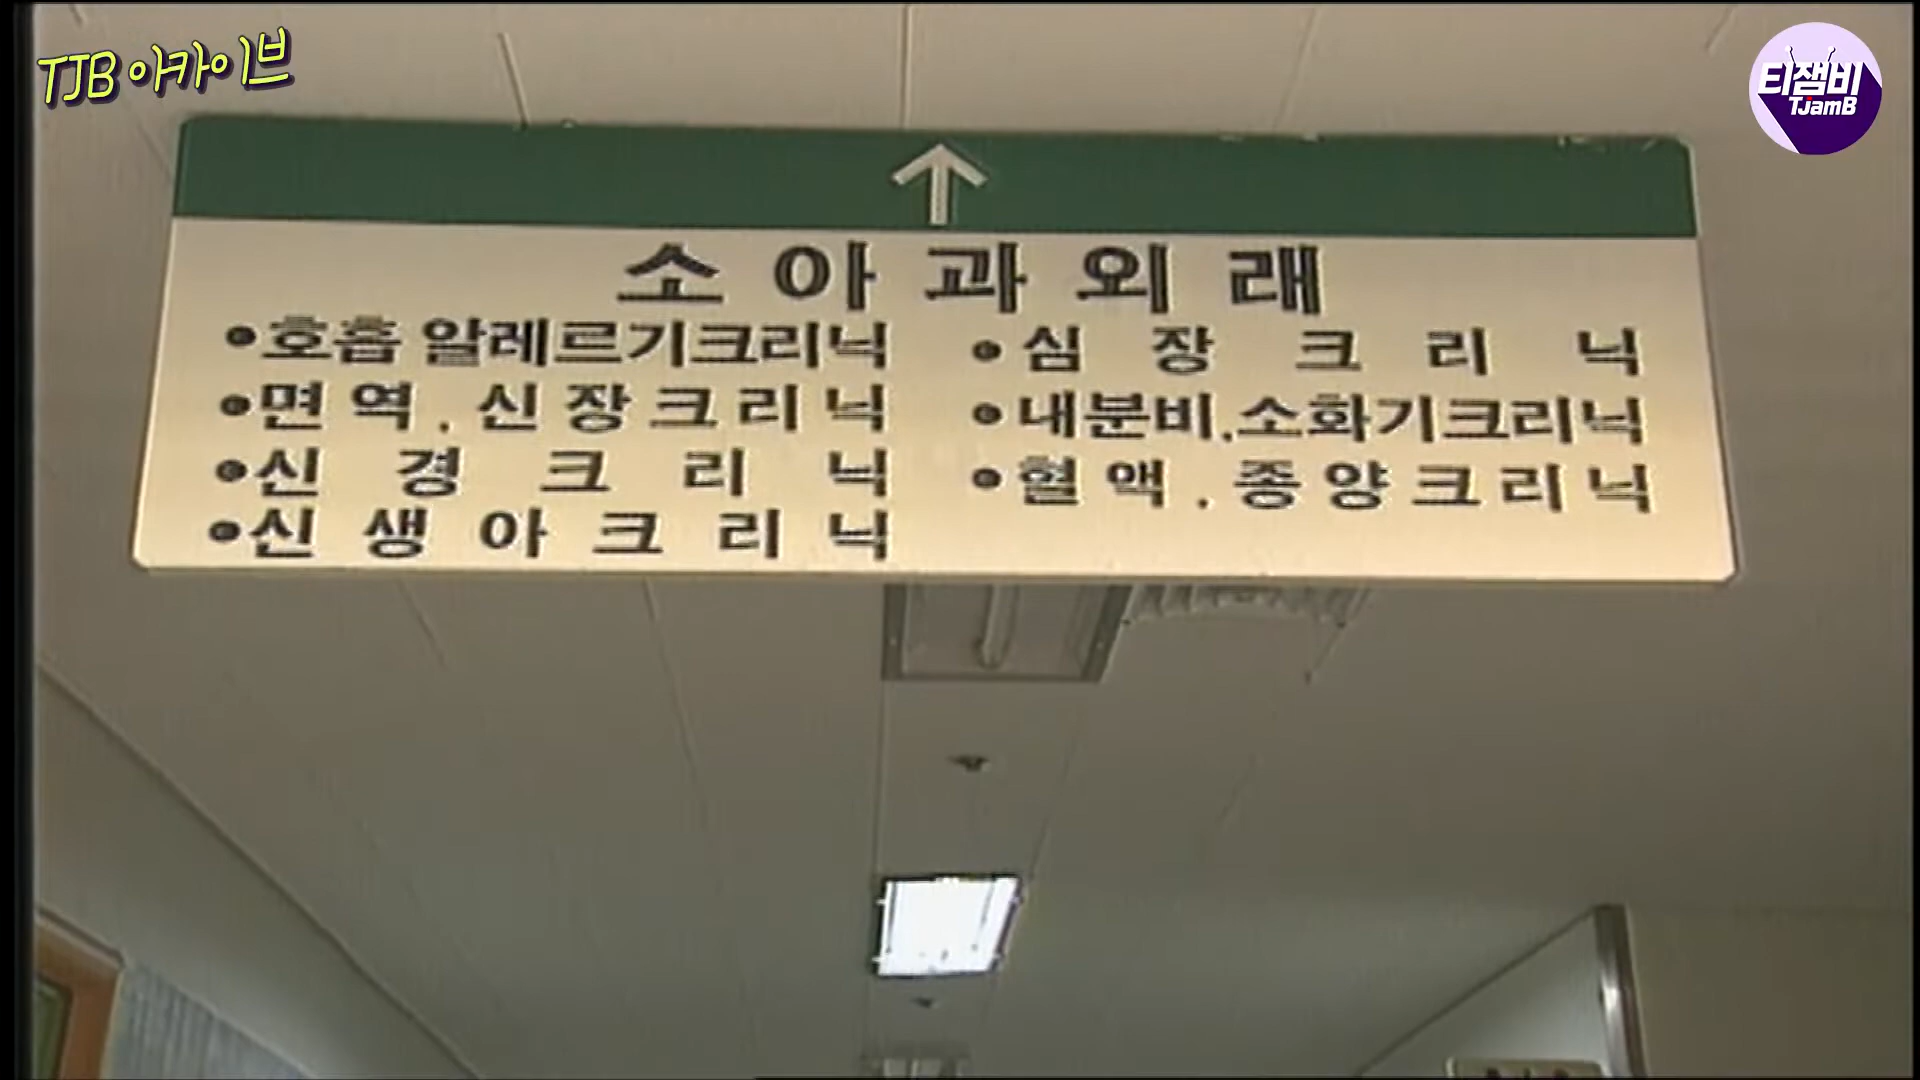 TJB 아카이브
티잼비
TJamB
소아과외래
•호흡 알레르기크리닉
•면역.신장크리닉
•신경크리닉
•신생아크리닉
•심장크리닉
•내분비.소화기크리닉
•혈액.종양크리닉